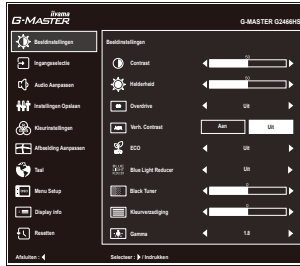 iiyama
G-MASTER
G-MASTER G2466HS
Beeldinstellingen
Ingangsselectie
Audio Aanpassen
Instellingen Opslaan
Kleurinstellingen
Afbeelding Aanpassen
Taal
Menu Setup
Display Info
Resetten
Beeldinstellingen
Contrast 50
Helderheid 50
Overdrive Uit
Verh. Contrast Aan Uit
ECO Uit
Blue Light Reducer Uit
Black Tuner 0
Kleurverzadiging 0
Gamma 1.8
Afsluiten :
Selecteer : / Indrukken